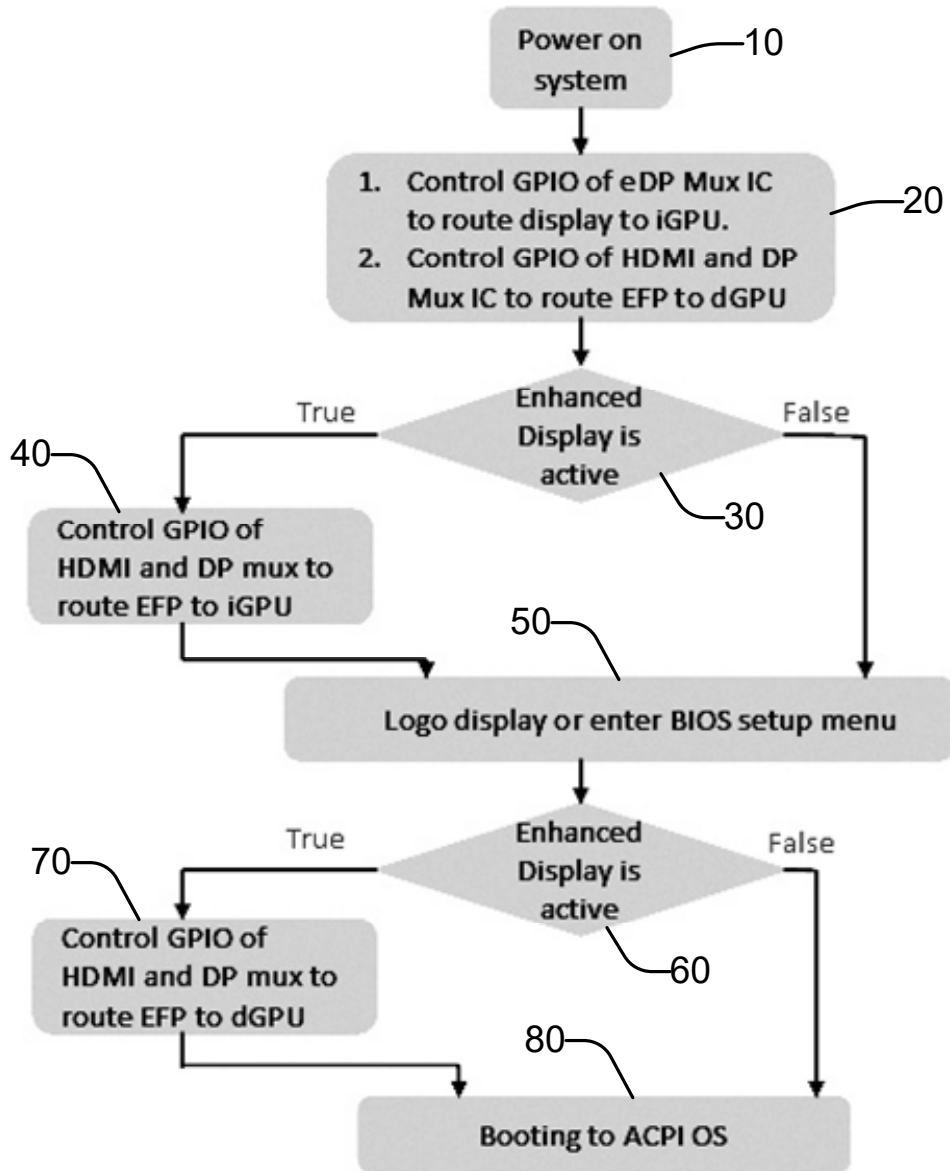 Power on
system
10
1. Control GPIO of eDP Mux IC
to route display to iGPU.
2. Control GPIO of HDMI and DP
Mux IC to route EFP to dGPU
20
Enhanced
Display is
active
True
False
30
40
Control GPIO of
HDMI and DP mux to
route EFP to iGPU
50
Logo display or enter BIOS setup menu
Enhanced
Display is
active
True
False
60
70
Control GPIO of
HDMI and DP mux to
route EFP to dGPU
80
Booting to ACPI OS